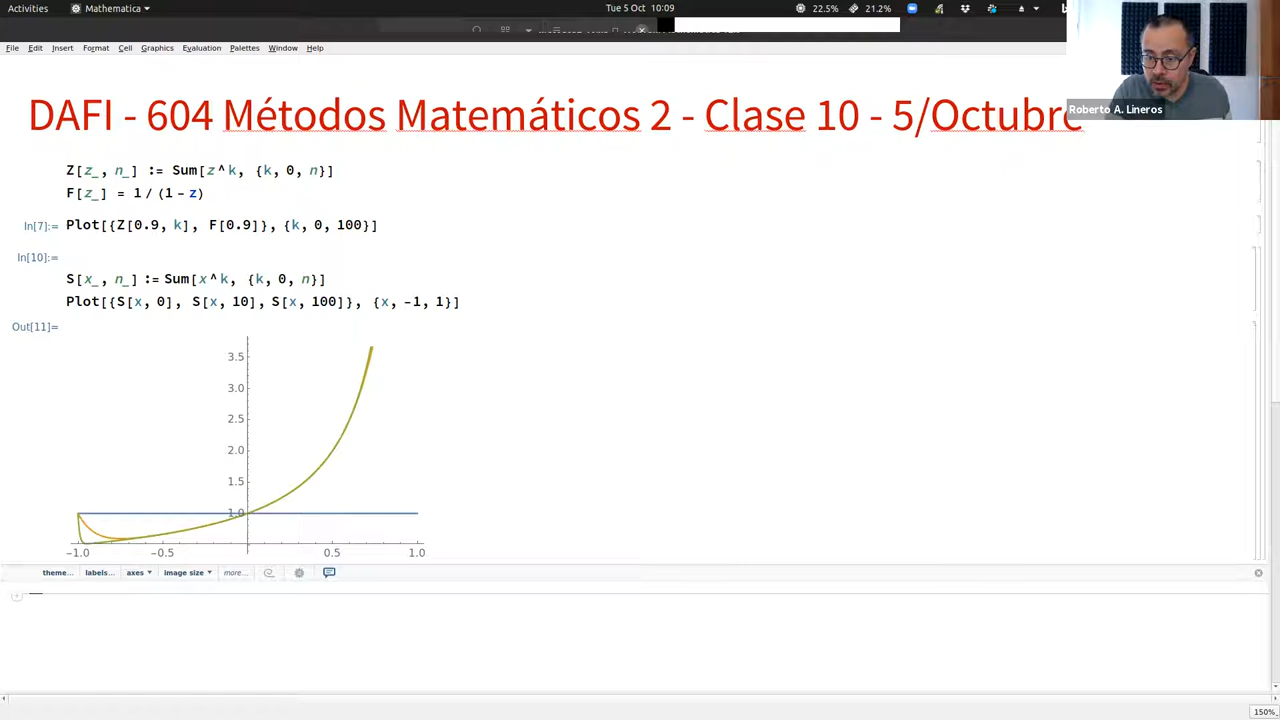 Activities Mathematica Tue 5 Oct 10:09 22.5% 21.2%
File Edit Insert Format Cell Graphics Evaluation Palettes Window Help
Roberto A. Lineros
DAFI - 604 Métodos Matemáticos 2 - Clase 10 - 5/Octubre
Z[z_, n_] := Sum[z^k, {k, 0, n}]
F[z_] = 1/(1-z)
In[7]:= Plot[{Z[0.9, k], F[0.9]}, {k, 0, 100}]
In[10]:=
S[x_, n_] := Sum[x^k, {k, 0, n}]
Plot[{S[x, 0], S[x, 10], S[x, 100]}, {x, -1, 1}]
Out[11]=
3.5
3.0
2.5
2.0
1.5
1.0
-1.0 -0.5 0.5 1.0
theme... labels... axes image size more...
150%